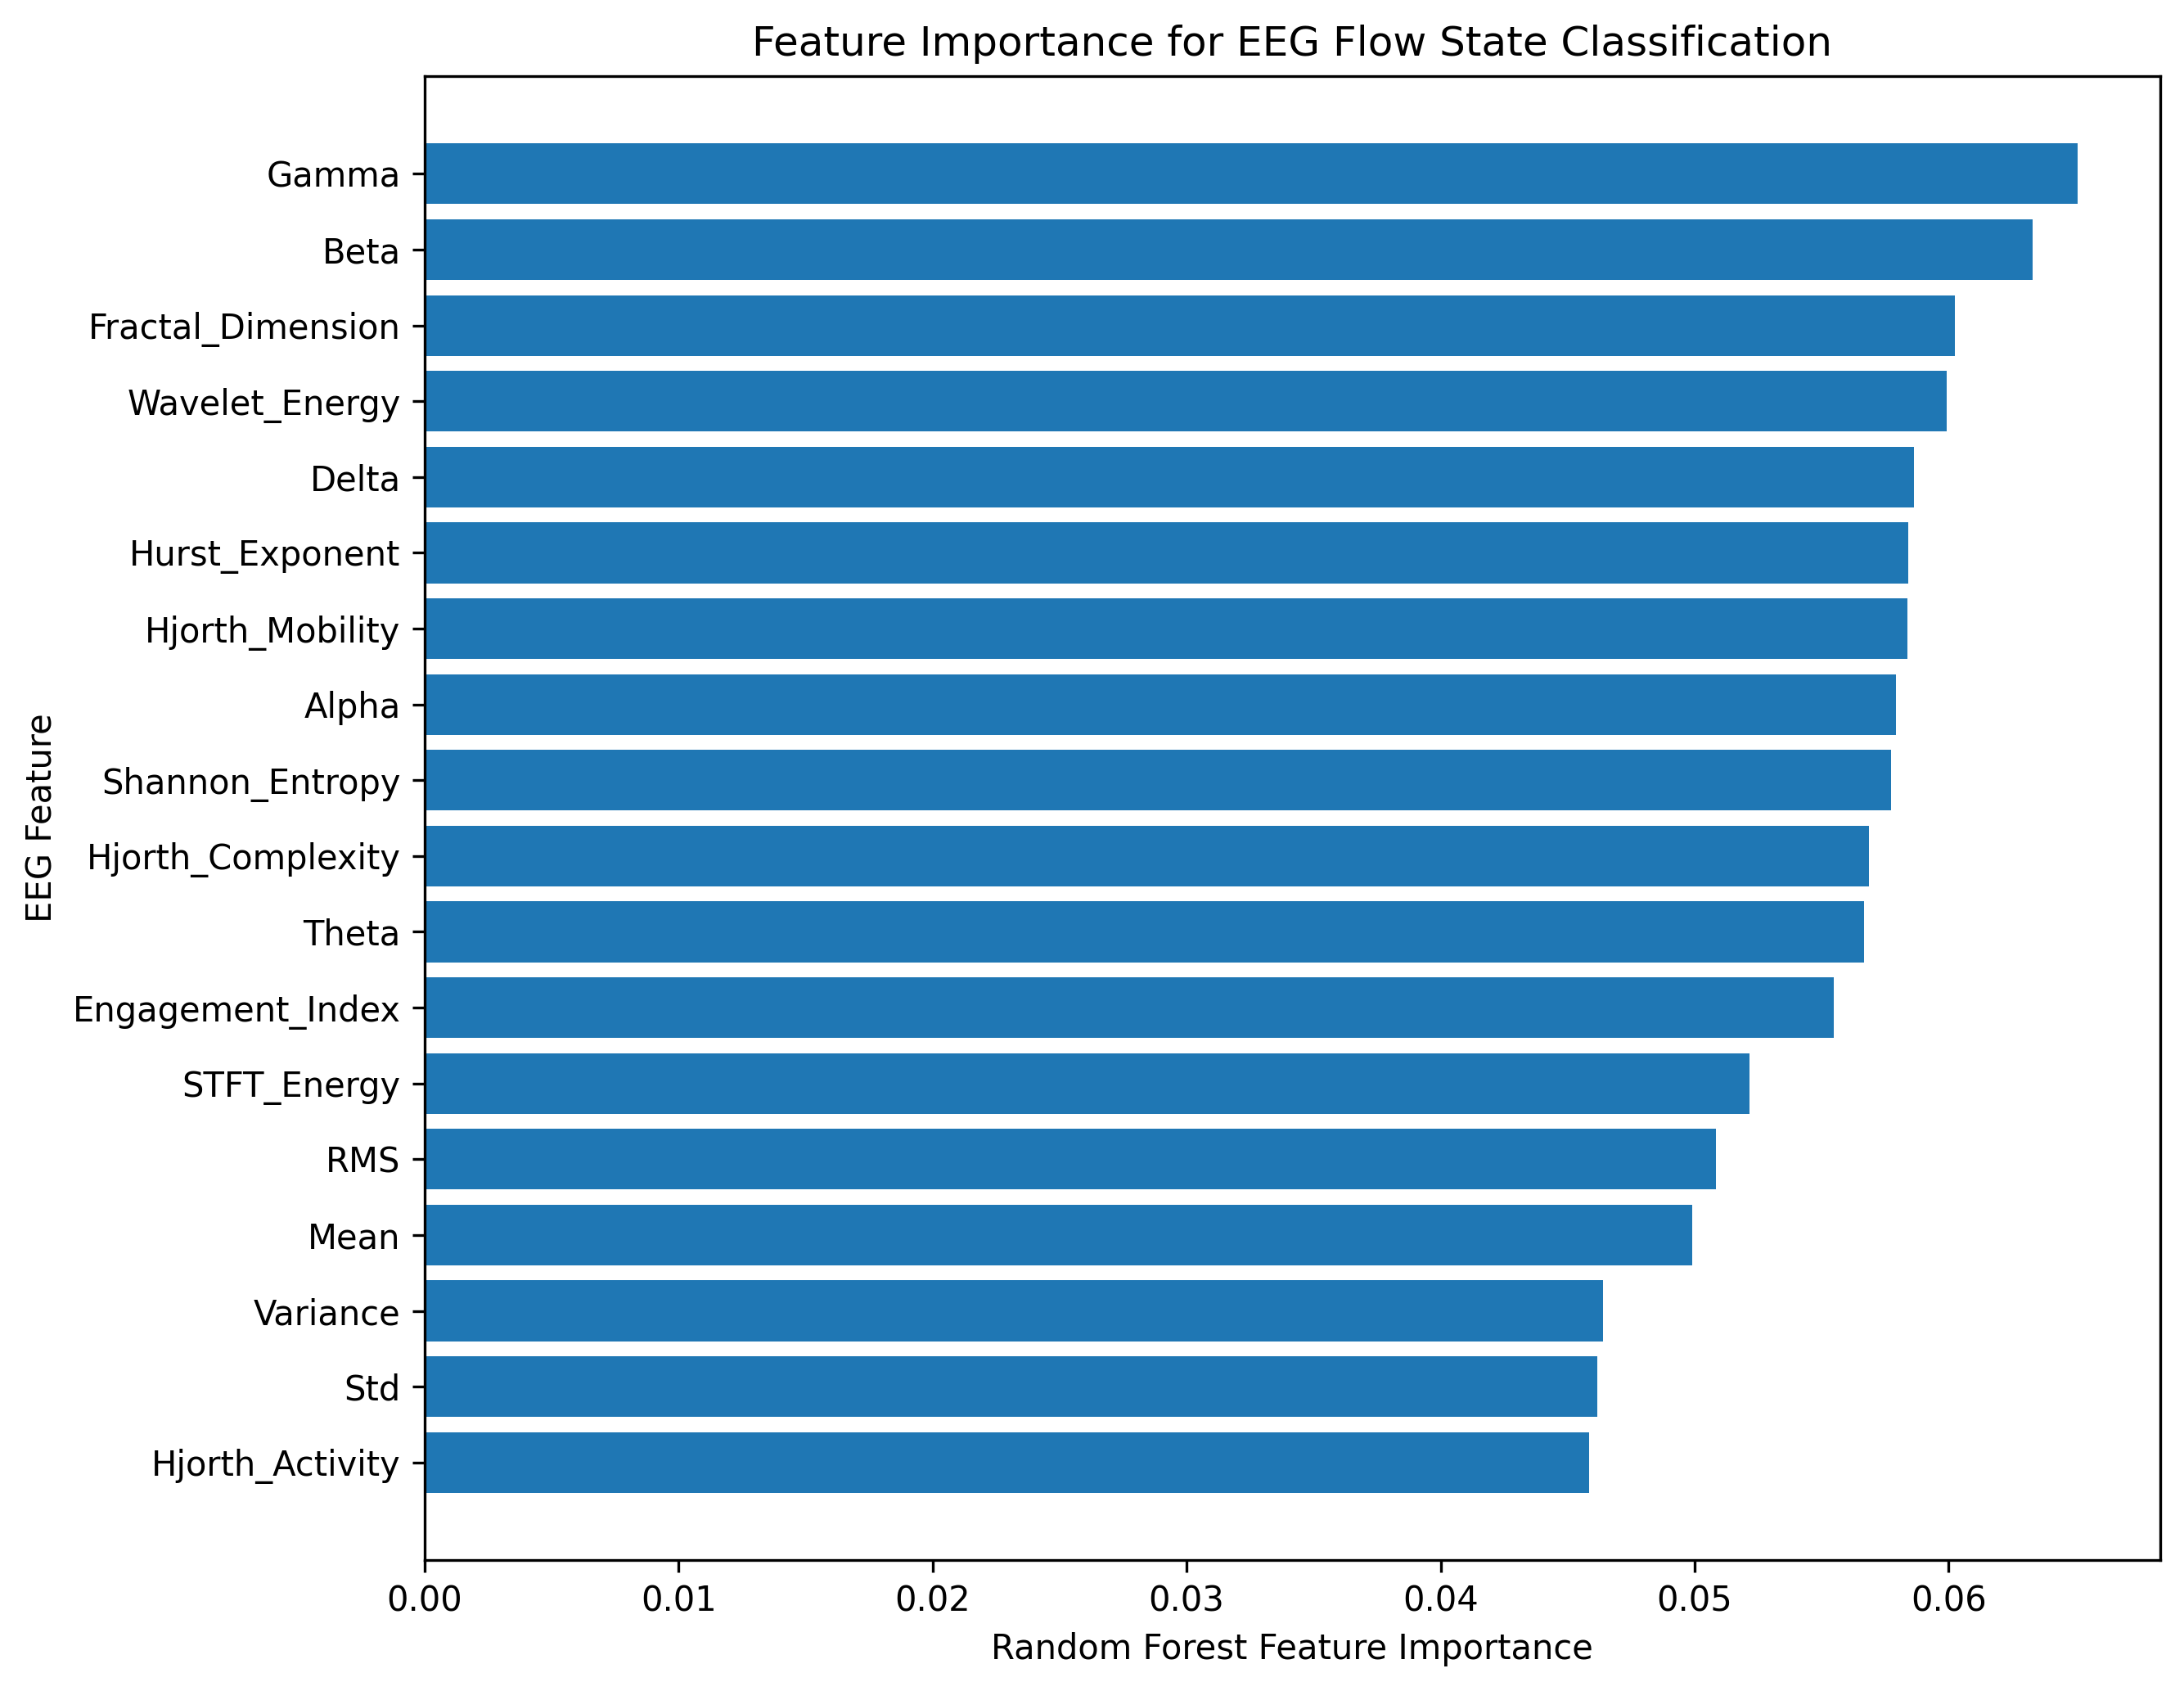 Feature Importance for EEG Flow State Classification
Gamma
Beta
Fractal_Dimension
Wavelet_Energy
Delta
Hurst_Exponent
Hjorth_Mobility
Alpha
Shannon_Entropy
Hjorth_Complexity
Theta
Engagement_Index
STFT_Energy
RMS
Mean
Variance
Std
Hjorth_Activity
EEG Feature
0.00 0.01 0.02 0.03 0.04 0.05 0.06
Random Forest Feature Importance